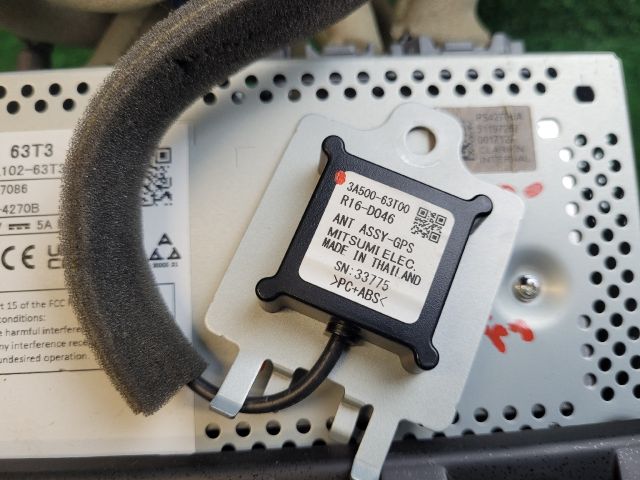 63T3
102-63T3
7086
-4270B
5A
CE
t 15 of the FCC
conditions:
e harmful interfere
any interference rece
undesired operation.
3A500-63T00
R16-D046
ANT ASSY-GPS
MITSUMI ELEC.
MADE IN THAILAND
SN:33775
>PC+ABS<